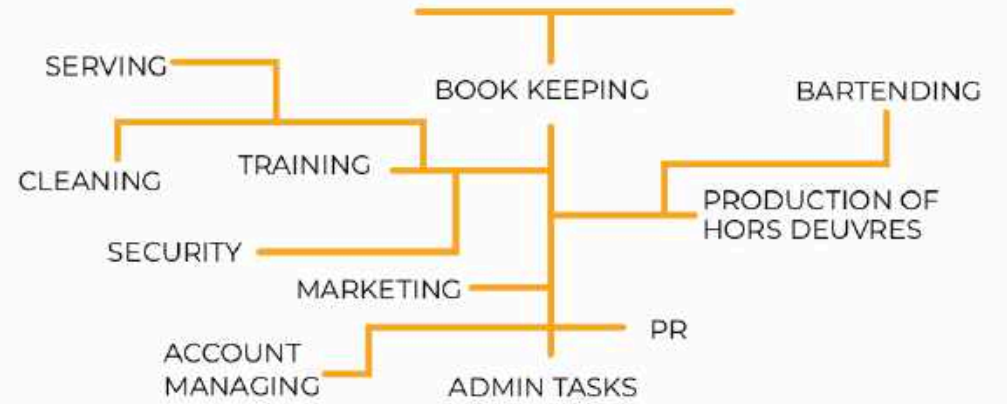 SERVING
BOOK KEEPING
BARTENDING
TRAINING
CLEANING
PRODUCTION OF
HORS DEUVRES
SECURITY
MARKETING
PR
ACCOUNT
MANAGING
ADMIN TASKS